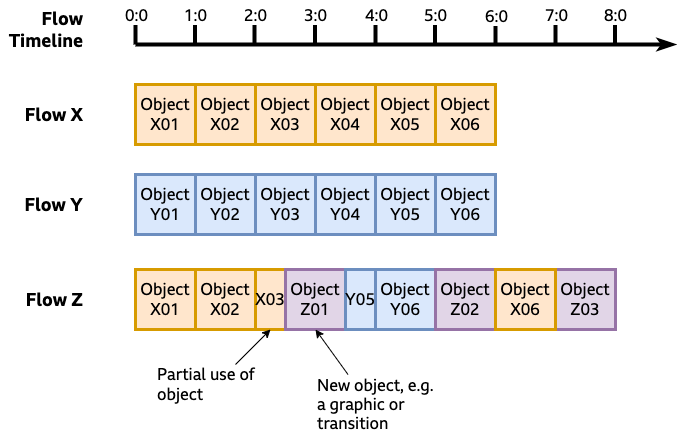 Flow
Timeline
0:0 1:0 2:0 3:0 4:0 5:0 6:0 7:0 8:0
Flow X
Object
X01
Object
X02
Object
X03
Object
X04
Object
X05
Object
X06
Flow Y
Object
Y01
Object
Y02
Object
Y03
Object
Y04
Object
Y05
Object
Y06
Flow Z
Object
X01
Object
X02
X03
Object
Z01
Y05
Object
Y06
Object
Z02
Object
X06
Object
Z03
Partial use of
object
New object, e.g.
a graphic or
transition